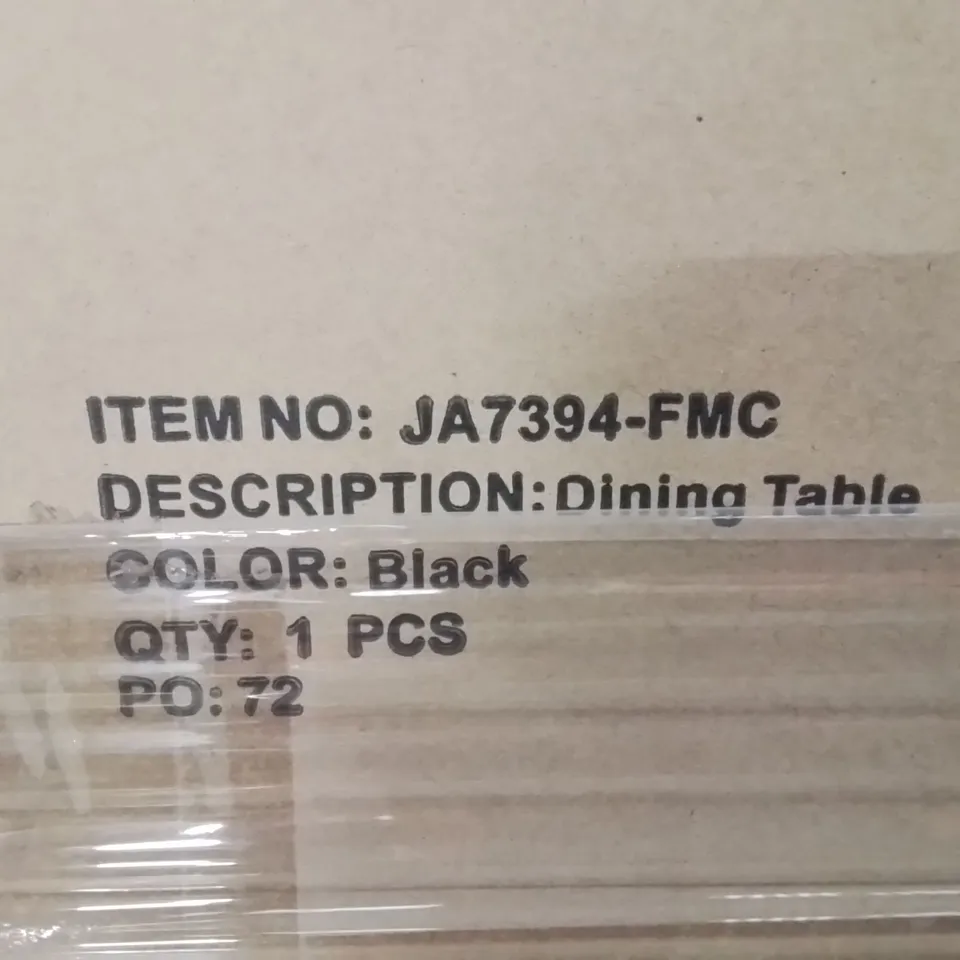 ITEM NO: JA7394-FMC
DESCRIPTION: Dining Table
COLOR: Black
QTY: 1 PCS
PO: 72